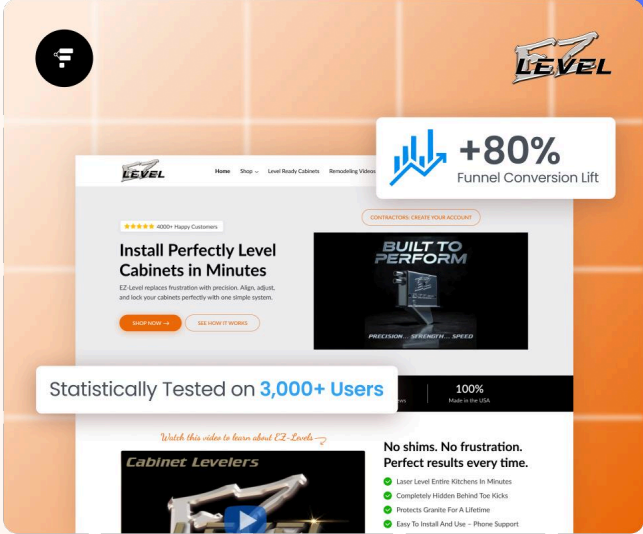 EZ
LEVEL
+80%
Funnel Conversion Lift
EZ
LEVEL
Home Shop Level Ready Cabinets Remodeling Videos
4000+ Happy Customers
CONTRACTORS: CREATE YOUR ACCOUNT
Install Perfectly Level
Cabinets in Minutes
EZ-Level replaces frustration with precision. Align, adjust,
and lock your cabinets perfectly with one simple system.
SHOP NOW →
SEE HOW IT WORKS
BUILT TO
PERFORM
PRECISION... STRENGTH... SPEED
Statistically Tested on 3,000+ Users
100%
Made in the USA
Watch this video to learn about EZ-Levels
Cabinet Levelers
No shims. No frustration.
Perfect results every time.
Laser Level Entire Kitchens In Minutes
Completely Hidden Behind Toe Kicks
Protects Granite For A Lifetime
Easy To Install And Use – Phone Support